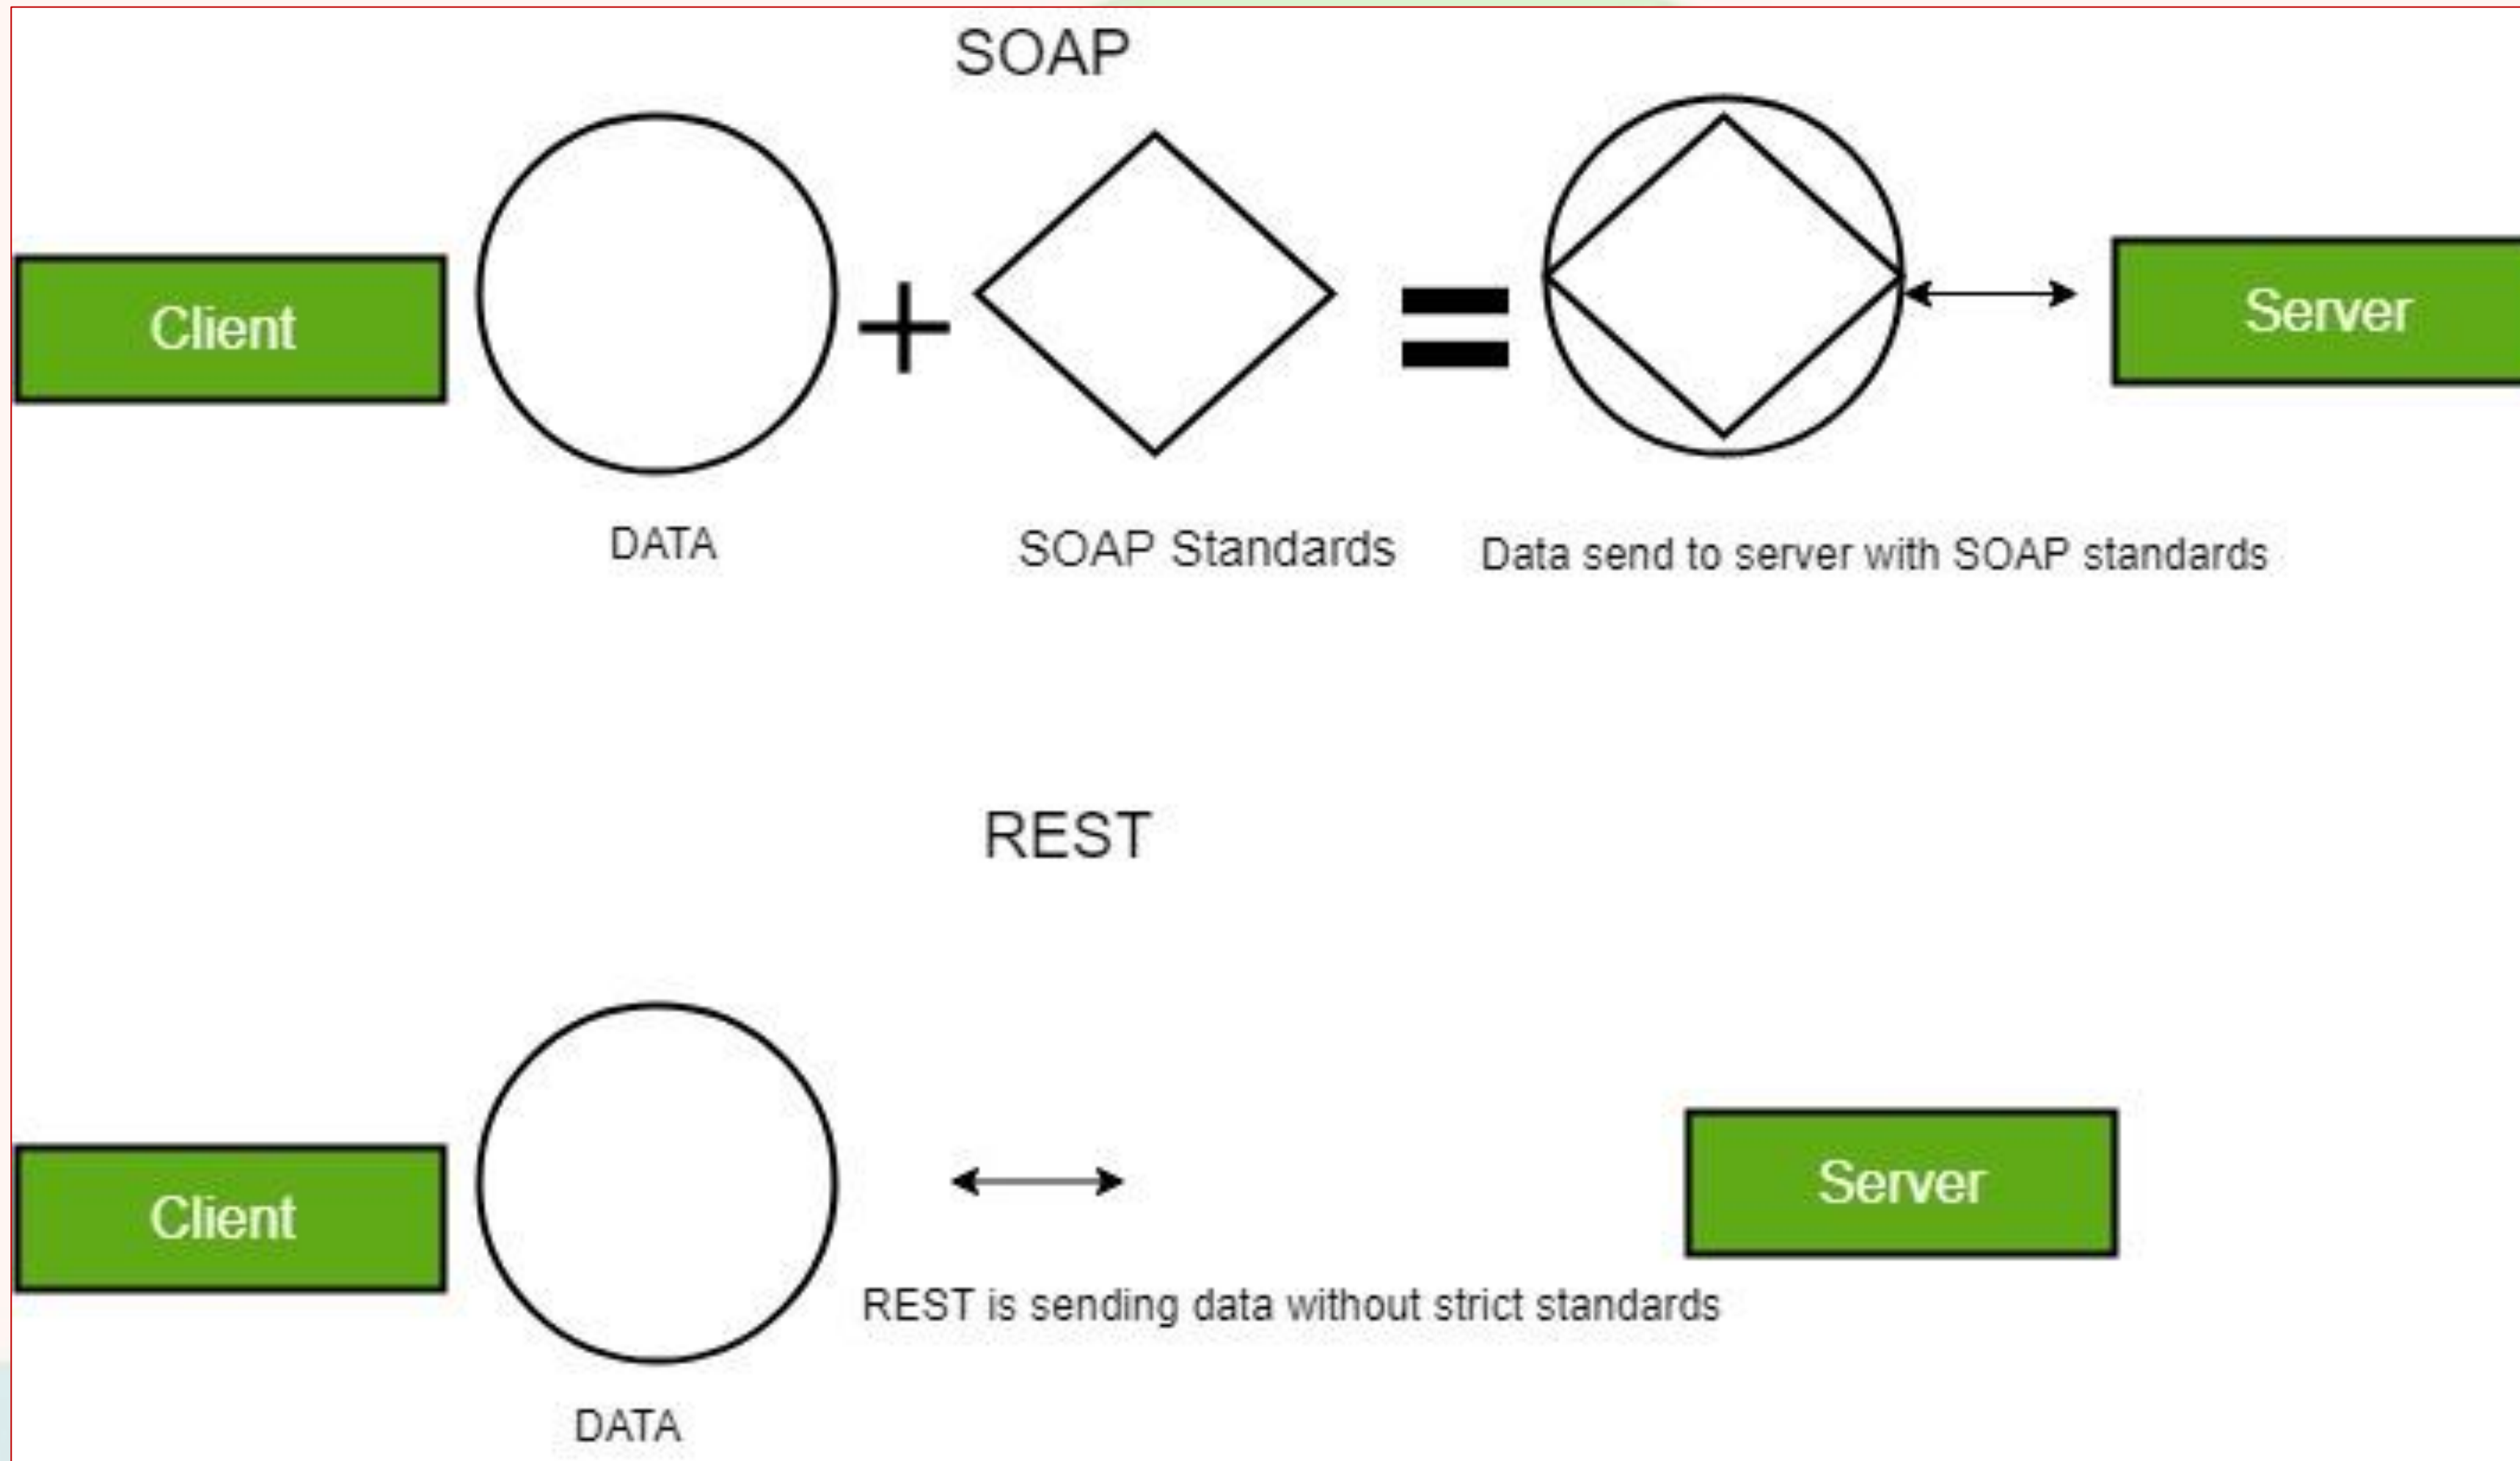 SOAP
Client
Server
DATA
SOAP Standards
Data send to server with SOAP standards
REST
Client
Server
REST is sending data without strict standards
DATA